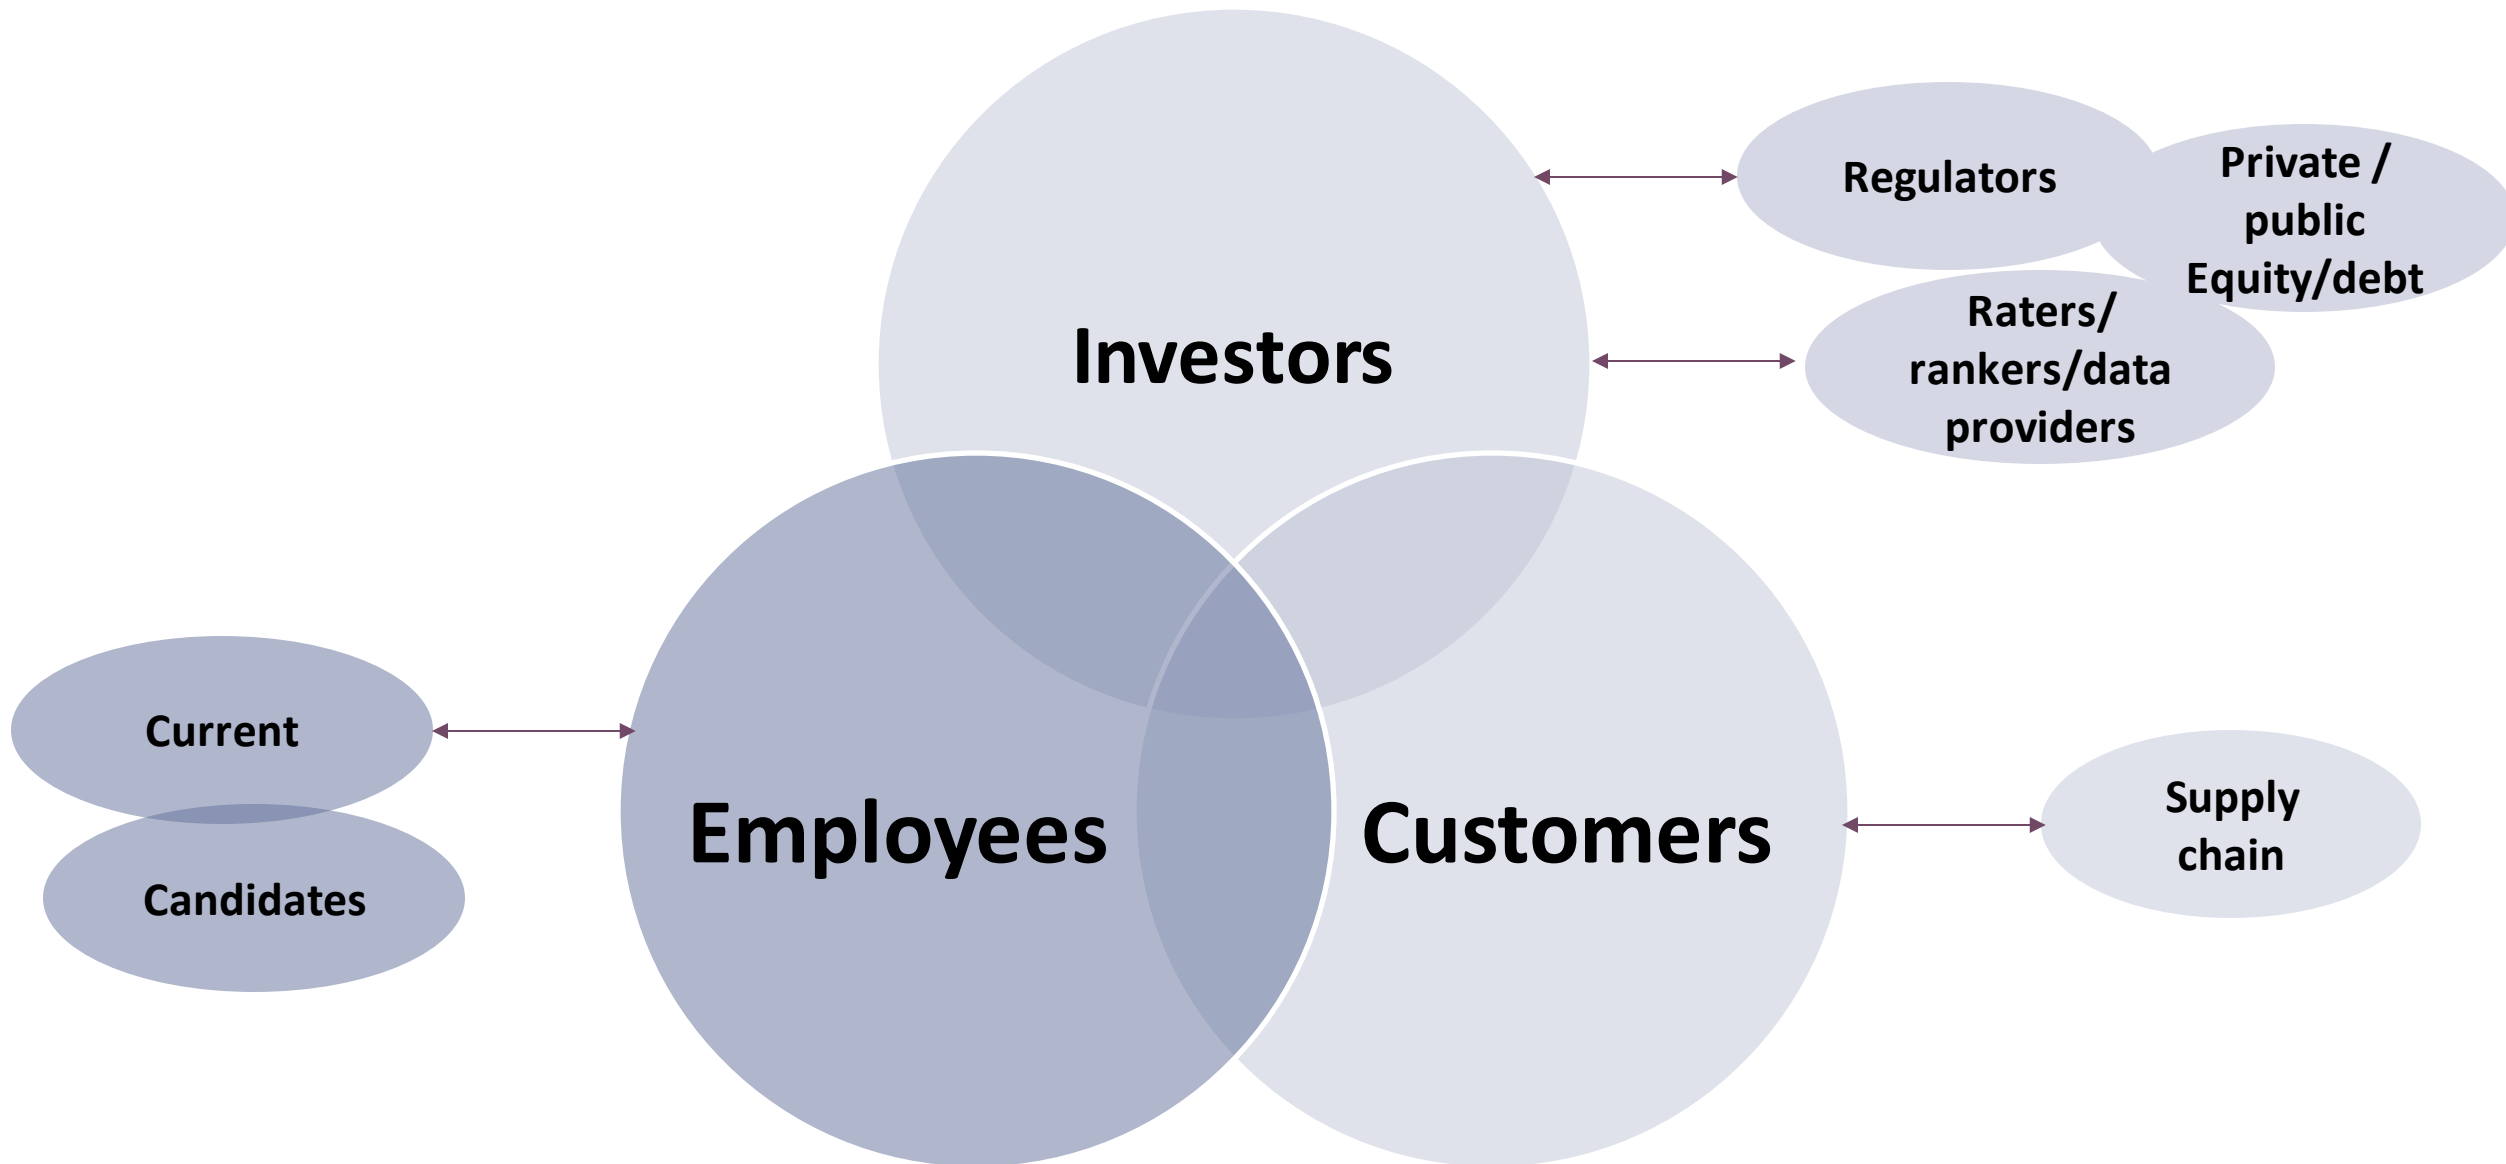 Investors
Regulators
Private /
public
Equity/debt
Raters/
rankers/data
providers
Employees
Customers
Current
Candidates
Supply
chain